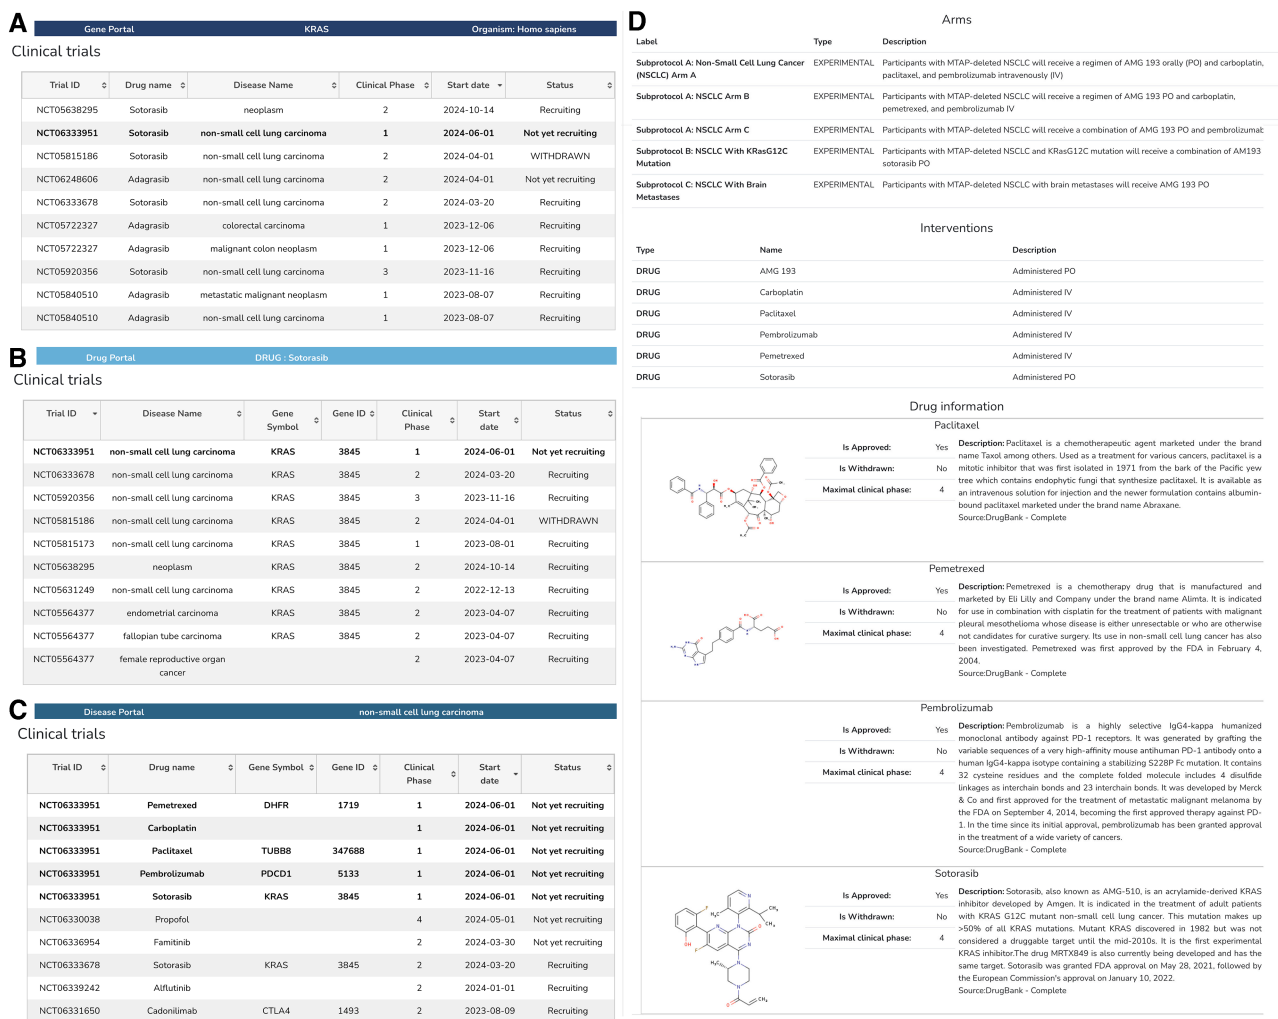 A
Gene Portal KRAS Organism: Homo sapiens
Clinical trials
Trial ID Drug name Disease Name Clinical Phase Start date Status
NCT05638295 Sotorasib neoplasm 2 2024-10-14 Recruiting
NCT06333951 Sotorasib non-small cell lung carcinoma 1 2024-06-01 Not yet recruiting
NCT05815186 Sotorasib non-small cell lung carcinoma 2 2024-04-01 WITHDRAWN
NCT06248606 Adagrasib non-small cell lung carcinoma 2 2024-04-01 Not yet recruiting
NCT06333678 Sotorasib non-small cell lung carcinoma 2 2024-03-20 Recruiting
NCT05722327 Adagrasib colorectal carcinoma 1 2023-12-06 Recruiting
NCT05722327 Adagrasib malignant colon neoplasm 1 2023-12-06 Recruiting
NCT05920356 Sotorasib non-small cell lung carcinoma 3 2023-11-16 Recruiting
NCT05840510 Adagrasib metastatic malignant neoplasm 1 2023-08-07 Recruiting
NCT05840510 Adagrasib non-small cell lung carcinoma 1 2023-08-07 Recruiting
B
Drug Portal DRUG : Sotorasib
Clinical trials
Trial ID Disease Name Gene Symbol Gene ID Clinical Phase Start date Status
NCT06333951 non-small cell lung carcinoma KRAS 3845 1 2024-06-01 Not yet recruiting
NCT06333678 non-small cell lung carcinoma KRAS 3845 2 2024-03-20 Recruiting
NCT05920356 non-small cell lung carcinoma KRAS 3845 3 2023-11-16 Recruiting
NCT05815186 non-small cell lung carcinoma KRAS 3845 2 2024-04-01 WITHDRAWN
NCT05815173 non-small cell lung carcinoma KRAS 3845 1 2023-08-01 Recruiting
NCT05638295 neoplasm KRAS 3845 2 2024-10-14 Recruiting
NCT05631249 non-small cell lung carcinoma KRAS 3845 2 2022-12-13 Recruiting
NCT05564377 endometrial carcinoma KRAS 3845 2 2023-04-07 Recruiting
NCT05564377 fallopian tube carcinoma KRAS 3845 2 2023-04-07 Recruiting
NCT05564377 female reproductive organ cancer 2 2023-04-07 Recruiting
C
Disease Portal non-small cell lung carcinoma
Clinical trials
Trial ID Drug name Gene Symbol Gene ID Clinical Phase Start date Status
NCT06333951 Pemetrexed DHFR 1719 1 2024-06-01 Not yet recruiting
NCT06333951 Carboplatin 1 2024-06-01 Not yet recruiting
NCT06333951 Paclitaxel TUBB8 347688 1 2024-06-01 Not yet recruiting
NCT06333951 Pembrolizumab PDCD1 5133 1 2024-06-01 Not yet recruiting
NCT06333951 Sotorasib KRAS 3845 1 2024-06-01 Not yet recruiting
NCT06330038 Propofol 4 2024-05-01 Not yet recruiting
NCT06336954 Famitinib 2 2024-03-30 Not yet recruiting
NCT06333678 Sotorasib KRAS 3845 2 2024-03-20 Recruiting
NCT06339242 Alflutinib 2 2024-01-01 Recruiting
NCT06331650 Cadonilimab CTLA4 1493 2 2023-08-09 Recruiting
D
Arms
Label Type Description
Subprotocol A: Non-Small Cell Lung Cancer (NSCLC) Arm A EXPERIMENTAL Participants with MTAP-deleted NSCLC will receive a regimen of AMG 193 orally (PO) and carboplatin,
paclitaxel, and pembrolizumab intravenously (IV)
Subprotocol A: NSCLC Arm B EXPERIMENTAL Participants with MTAP-deleted NSCLC will receive a regimen of AMG 193 PO and carboplatin,
pemetrexed, and pembrolizumab IV
Subprotocol A: NSCLC Arm C EXPERIMENTAL Participants with MTAP-deleted NSCLC will receive a combination of AMG 193 PO and pembrolizumab
Subprotocol B: NSCLC With KRasG12C Mutation EXPERIMENTAL Participants with MTAP-deleted NSCLC and KRasG12C mutation will receive a combination of AM193
sotorasib PO
Subprotocol C: NSCLC With Brain Metastases EXPERIMENTAL Participants with MTAP-deleted NSCLC with brain metastases will receive AMG 193 PO
Interventions
Type Name Description
DRUG AMG 193 Administered PO
DRUG Carboplatin Administered IV
DRUG Paclitaxel Administered IV
DRUG Pembrolizumab Administered IV
DRUG Pemetrexed Administered IV
DRUG Sotorasib Administered PO
Drug information
Paclitaxel
Is Approved: Yes
Is Withdrawn: No
Maximal clinical phase: 4
Description: Paclitaxel is a chemotherapeutic agent marketed under the brand
name Taxol among others. Used as a treatment for various cancers, paclitaxel is a
mitotic inhibitor that was first isolated in 1971 from the bark of the Pacific yew
tree which contains endophytic fungi that synthesize paclitaxel. It is available as
an intravenous solution for injection and the newer formulation contains albumin-
bound paclitaxel marketed under the brand name Abraxane.
Source:DrugBank - Complete
Pemetrexed
Is Approved: Yes
Is Withdrawn: No
Maximal clinical phase: 4
Description: Pemetrexed is a chemotherapy drug that is manufactured and
marketed by Eli Lilly and Company under the brand name Alimta. It is indicated
for use in combination with cisplatin for the treatment of patients with malignant
pleural mesothelioma whose disease is either unresectable or who are otherwise
not candidates for curative surgery. Its use in non-small cell lung cancer has also
been investigated. Pemetrexed was first approved by the FDA in February 4,
2004.
Source:DrugBank - Complete
Pembrolizumab
Is Approved: Yes
Is Withdrawn: No
Maximal clinical phase: 4
Description: Pembrolizumab is a highly selective IgG4-kappa humanized
monoclonal antibody against PD-1 receptors. It was generated by grafting the
variable sequences of a very high-affinity mouse antihuman PD-1 antibody onto a
human IgG4-kappa isotype containing a stabilizing S228P Fc mutation. It contains
32 cysteine residues and the complete folded molecule includes 4 disulfide
linkages as interchain bonds and 23 interchain bonds. It was developed by Merck
& Co and first approved for the treatment of metastatic malignant melanoma by
the FDA on September 4, 2014, becoming the first approved therapy against PD-
1. In the time since its initial approval, pembrolizumab has been granted approval
in the treatment of a wide variety of cancers.
Source:DrugBank - Complete
Sotorasib
Is Approved: Yes
Is Withdrawn: No
Maximal clinical phase: 4
Description: Sotorasib, also known as AMG-510, is an acrylamide-derived KRAS
inhibitor developed by Amgen. It is indicated in the treatment of adult patients
with KRAS G12C mutant non-small cell lung cancer. This mutation makes up
>50% of all KRAS mutations. Mutant KRAS discovered in 1982 but was not
considered a druggable target until the mid-2010s. It is the first experimental
KRAS inhibitor.The drug MRTX849 is also currently being developed and has the
same target. Sotorasib was granted FDA approval on May 28, 2021, followed by
the European Commission's approval on January 10, 2022.
Source:DrugBank - Complete